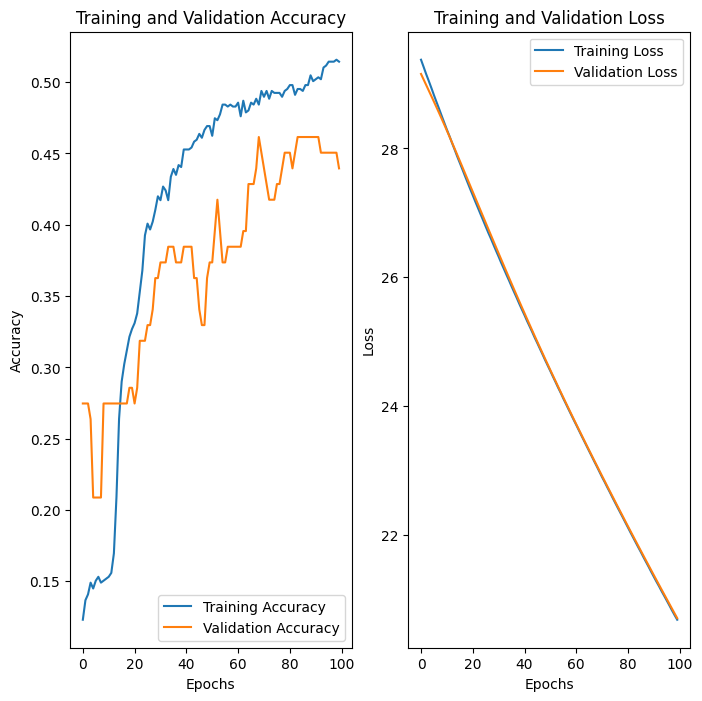 Training and Validation Accuracy
0.50
0.45
0.40
0.35
0.30
0.25
0.20
0.15
Accuracy
0
20
40
60
80
100
Epochs
Training Accuracy
Validation Accuracy
Training and Validation Loss
28
26
24
22
Loss
0
20
40
60
80
100
Epochs
Training Loss
Validation Loss